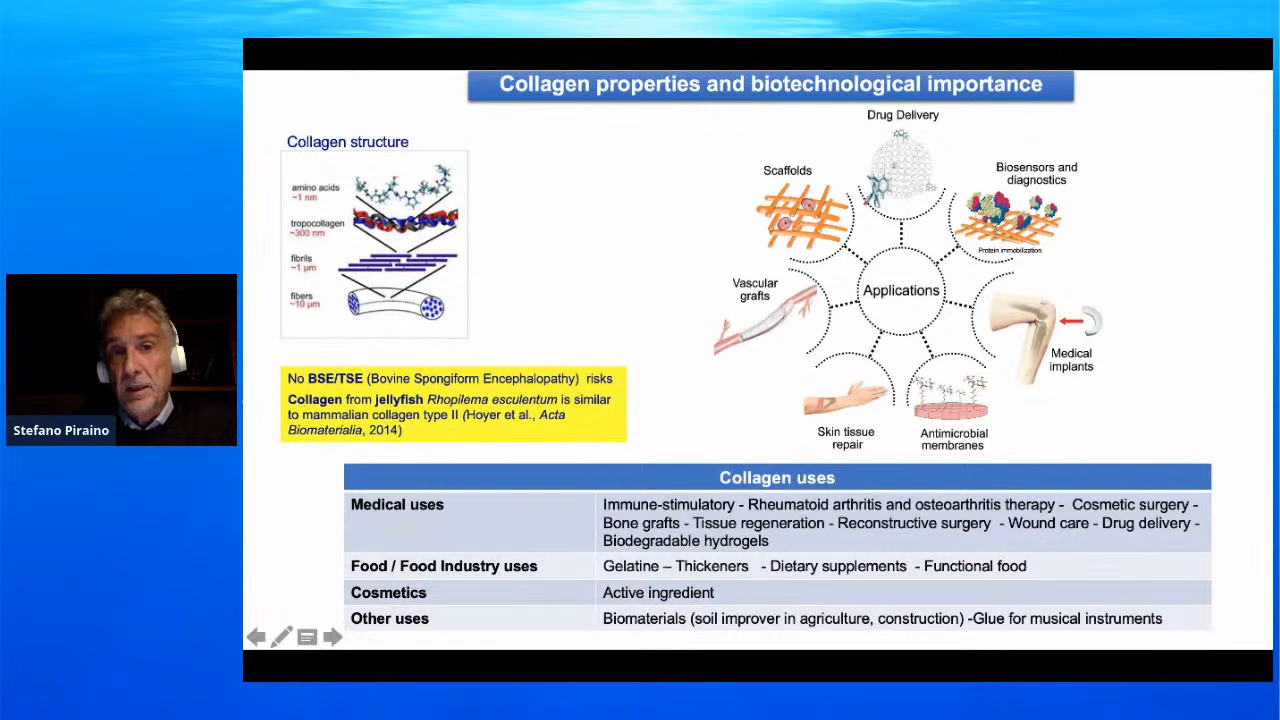 Collagen properties and biotechnological importance
Collagen structure
amino acids
~1 nm
tropocollagen
~300 nm
fibrils
~1 µm
fibers
~10 µm
No BSE/TSE (Bovine Spongiform Encephalopathy) risks
Collagen from jellyfish Rhopilema esculentum is similar
to mammalian collagen type II (Hoyer et al., Acta
Biomaterialia, 2014)
Drug Delivery
Scaffolds
Biosensors and
diagnostics
Protein immobilization
Vascular
grafts
Applications
Medical
implants
Skin tissue
repair
Antimicrobial
membranes
Stefano Piraino
Collagen uses
Medical uses
Immune-stimulatory - Rheumatoid arthritis and osteoarthritis therapy - Cosmetic surgery -
Bone grafts - Tissue regeneration - Reconstructive surgery - Wound care - Drug delivery -
Biodegradable hydrogels
Food / Food Industry uses
Gelatine – Thickeners - Dietary supplements - Functional food
Cosmetics
Active ingredient
Other uses
Biomaterials (soil improver in agriculture, construction) -Glue for musical instruments